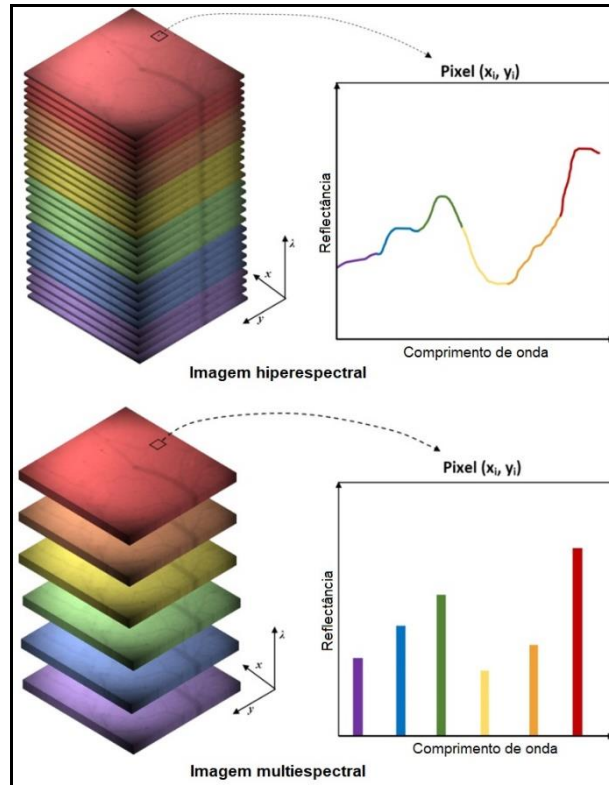 Pixel (xᵢ, yᵢ)
Reflectância
λ
x
y
Comprimento de onda
Imagem hiperespectral
Pixel (xᵢ, yᵢ)
Reflectância
λ
x
y
Comprimento de onda
Imagem multiespectral